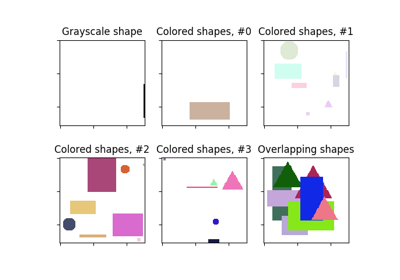 Grayscale shape
Colored shapes, #0
Colored shapes, #1
Colored shapes, #2
Colored shapes, #3
Overlapping shapes